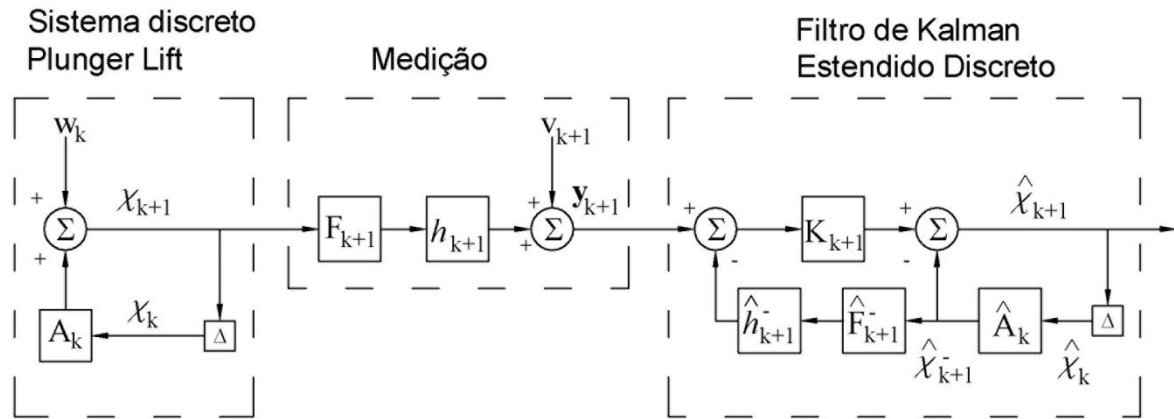 Sistema discreto
Plunger Lift
Medição
Filtro de Kalman
Estendido Discreto
w_k
+
χ_{k+1}
Σ
+
A_k
χ_k
Δ
F_{k+1}
h_{k+1}
v_{k+1}
+
Σ
+
y_{k+1}
+
Σ
-
K_{k+1}
+
Σ
-
χ̂_{k+1}
ĥ⁻_{k+1}
F̂⁻_{k+1}
χ̂⁻_{k+1}
Â_k
χ̂_k
Δ